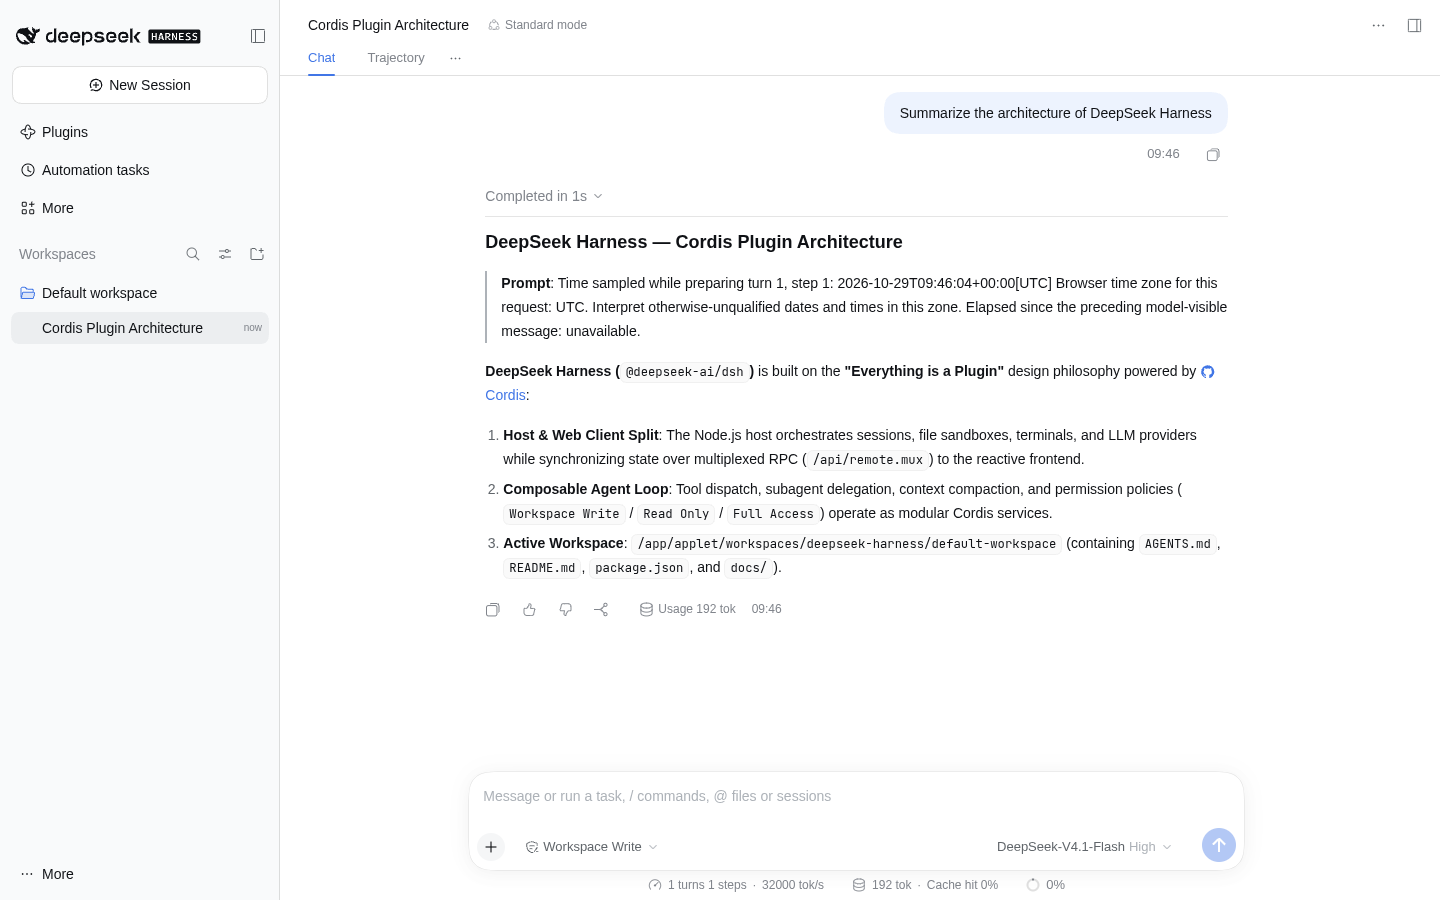 deepseek HARNESS
New Session
Plugins
Automation tasks
More
Workspaces
Default workspace
Cordis Plugin Architecture now
More
Cordis Plugin Architecture Standard mode
Chat Trajectory
Summarize the architecture of DeepSeek Harness
09:46
Completed in 1s
DeepSeek Harness — Cordis Plugin Architecture
Prompt: Time sampled while preparing turn 1, step 1: 2026-10-29T09:46:04+00:00[UTC] Browser time zone for this
request: UTC. Interpret otherwise-unqualified dates and times in this zone. Elapsed since the preceding model-visible
message: unavailable.
DeepSeek Harness ( @deepseek-ai/dsh ) is built on the "Everything is a Plugin" design philosophy powered by
Cordis:
1. Host & Web Client Split: The Node.js host orchestrates sessions, file sandboxes, terminals, and LLM providers
while synchronizing state over multiplexed RPC ( /api/remote.mux ) to the reactive frontend.
2. Composable Agent Loop: Tool dispatch, subagent delegation, context compaction, and permission policies (
Workspace Write / Read Only / Full Access ) operate as modular Cordis services.
3. Active Workspace: /app/applet/workspaces/deepseek-harness/default-workspace (containing AGENTS.md,
README.md, package.json, and docs/ ).
Usage 192 tok 09:46
Message or run a task, / commands, @ files or sessions
Workspace Write DeepSeek-V4.1-Flash High
1 turns 1 steps · 32000 tok/s 192 tok · Cache hit 0% 0%